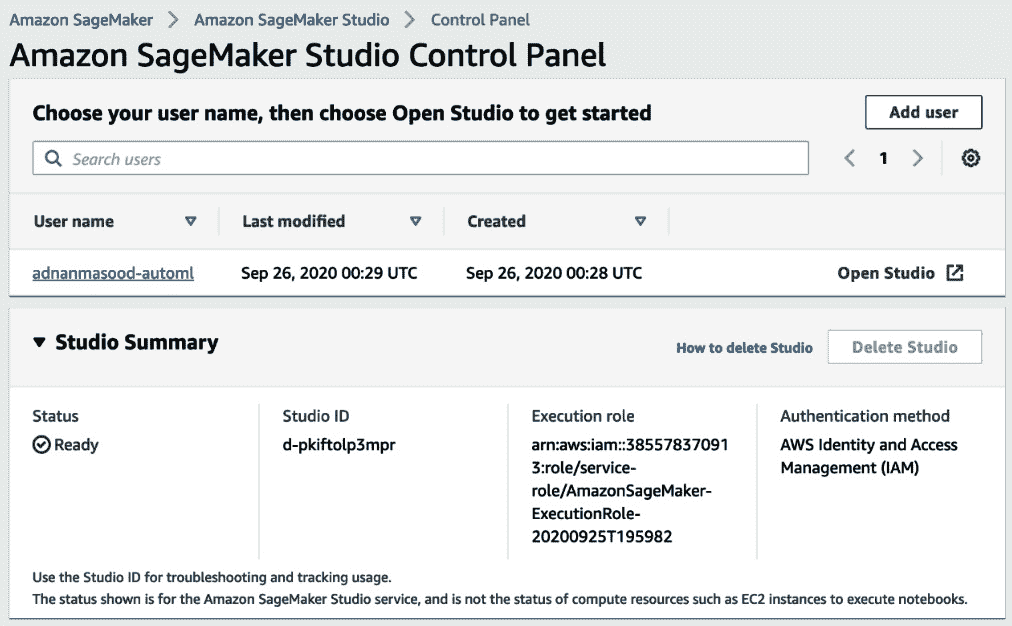 Amazon SageMaker > Amazon SageMaker Studio > Control Panel
Amazon SageMaker Studio Control Panel
Choose your user name, then choose Open Studio to get started
Add user
Search users
< 1 >
User name
Last modified
Created
adnanmasood-automl
Sep 26, 2020 00:29 UTC
Sep 26, 2020 00:28 UTC
Open Studio
Studio Summary
How to delete Studio
Delete Studio
Status
Ready
Studio ID
d-pkiftolp3mpr
Execution role
arn:aws:iam::38557837091
3:role/service-
role/AmazonSageMaker-
ExecutionRole-
20200925T195982
Authentication method
AWS Identity and Access
Management (IAM)
Use the Studio ID for troubleshooting and tracking usage.
The status shown is for the Amazon SageMaker Studio service, and is not the status of compute resources such as EC2 instances to execute notebooks.